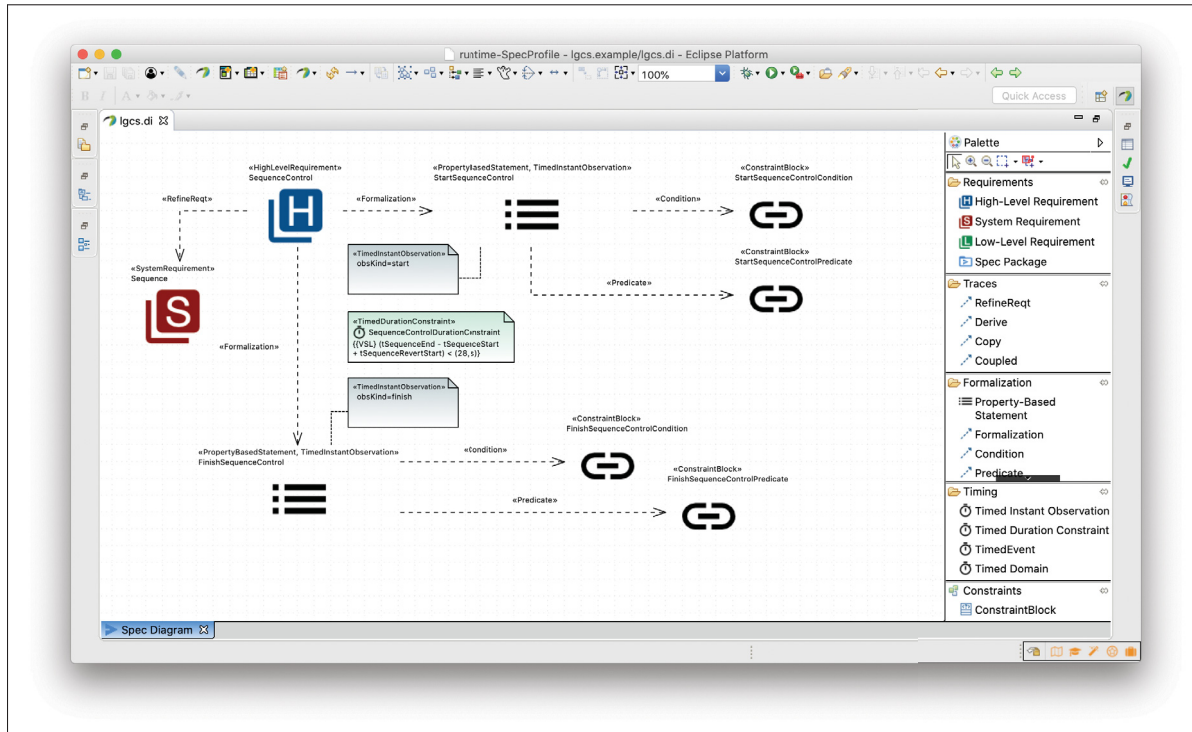 runtime-SpecProfile - lgcs.example/lgcs.di - Eclipse Platform
100%
B I A
Quick Access
lgcs.di
«HighLevelRequirement»
SequenceControl
«PropertyBasedStatement, TimedInstantObservation»
StartSequenceControl
«ConstraintBlock»
StartSequenceControlCondition
«RefineReqt»
«Formalization»
«Condition»
H
«TimedInstantObservation»
obsKind=start
«ConstraintBlock»
StartSequenceControlPredicate
«SystemRequirement»
Sequence
«Predicate»
S
«TimedDurationConstraint»
SequenceControlDurationConstraint
{{VSL} (tSequenceEnd - tSequenceStart
+ tSequenceRevertStart) < (28,s)}
«Formalization»
«TimedInstantObservation»
obsKind=finish
«ConstraintBlock»
FinishSequenceControlCondition
«PropertyBasedStatement, TimedInstantObservation»
FinishSequenceControl
«Condition»
«ConstraintBlock»
FinishSequenceControlPredicate
«Predicate»
Palette
Requirements
H High-Level Requirement
S System Requirement
L Low-Level Requirement
Spec Package
Traces
RefineReqt
Derive
Copy
Coupled
Formalization
Property-Based
Statement
Formalization
Condition
Predicate
Timing
Timed Instant Observation
Timed Duration Constraint
TimedEvent
Timed Domain
Constraints
ConstraintBlock
Spec Diagram